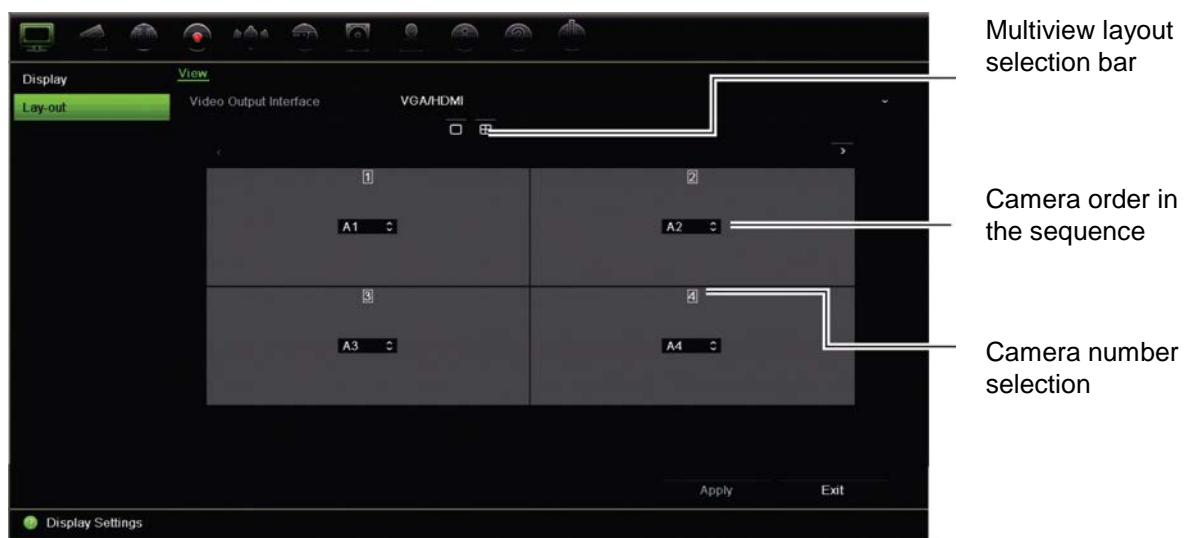 Multiview layout
selection bar
Display
View
Lay-out
Video Output Interface VGA/HDMI
1 2
A1 A2
Camera order in
the sequence
3 4
A3 A4
Camera number
selection
Apply Exit
Display Settings